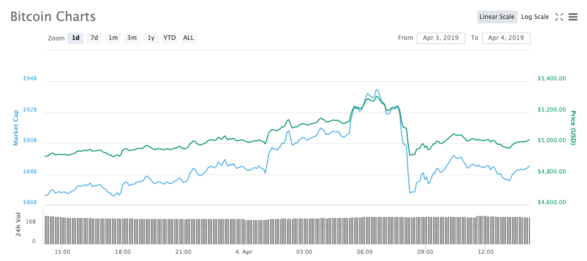 Bitcoin Charts
Linear Scale Log Scale
Zoom 1d 7d 1m 3m 1y YTD ALL
From Apr 3, 2019 To Apr 4, 2019
$94B $5,400.00
$92B $5,200.00
$90B $5,000.00
$88B $4,800.00
$86B $4,600.00
Market Cap
Price (USD)
16B
0
24h Vol
15:00 18:00 21:00 4. Apr 03:00 06:00 09:00 12:00